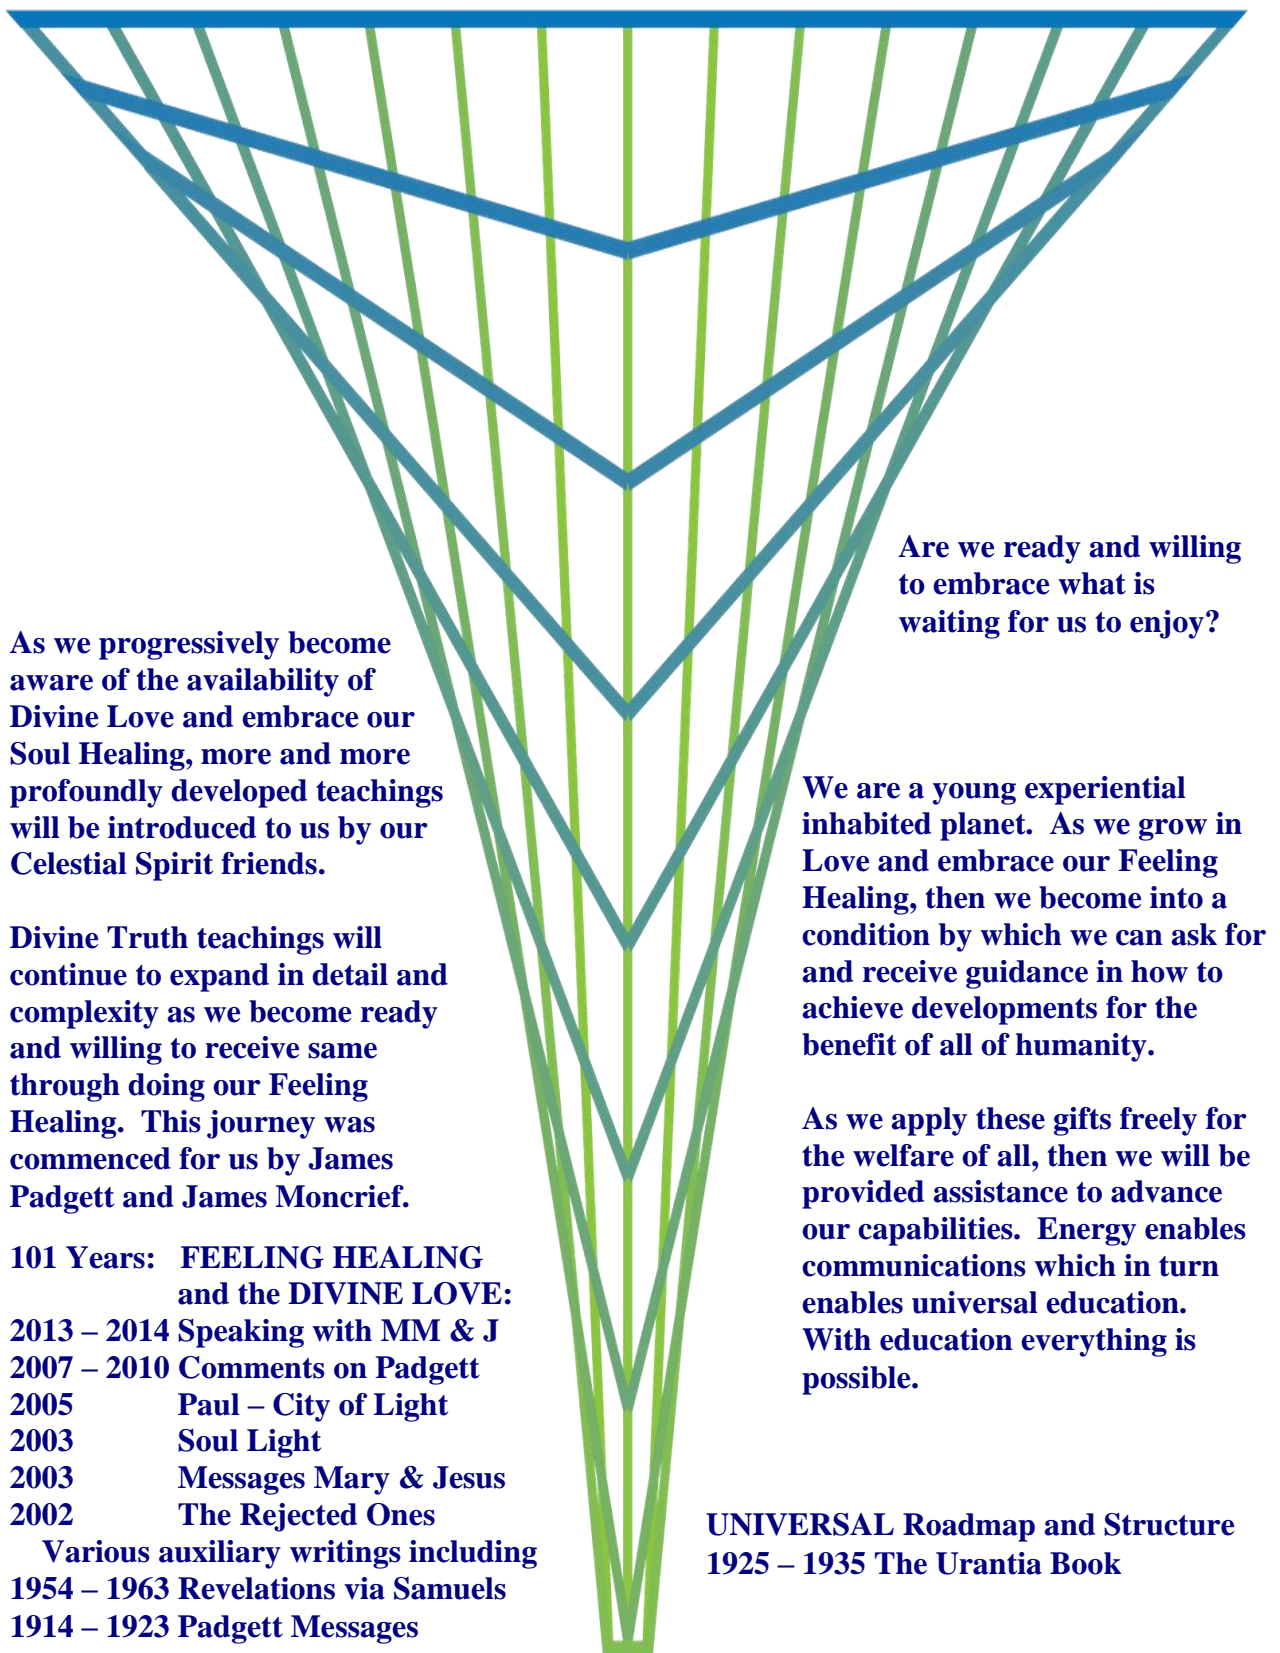 Are we ready and willing
to embrace what is
waiting for us to enjoy?
As we progressively become
aware of the availability of
Divine Love and embrace our
Soul Healing, more and more
profoundly developed teachings
will be introduced to us by our
Celestial Spirit friends.
Divine Truth teachings will
continue to expand in detail and
complexity as we become ready
and willing to receive same
through doing our Feeling
Healing.  This journey was
commenced for us by James
Padgett and James Moncrief.
101 Years:   FEELING HEALING
and the DIVINE LOVE:
2013 – 2014 Speaking with MM & J
2007 – 2010 Comments on Padgett
2005 Paul – City of Light
2003 Soul Light
2003 Messages Mary & Jesus
2002 The Rejected Ones
Various auxiliary writings including
1954 – 1963 Revelations via Samuels
1914 – 1923 Padgett Messages
We are a young experiential
inhabited planet.  As we grow in
Love and embrace our Feeling
Healing, then we become into a
condition by which we can ask for
and receive guidance in how to
achieve developments for the
benefit of all of humanity.
As we apply these gifts freely for
the welfare of all, then we will be
provided assistance to advance
our capabilities.  Energy enables
communications which in turn
enables universal education.
With education everything is
possible.
UNIVERSAL Roadmap and Structure
1925 – 1935 The Urantia Book